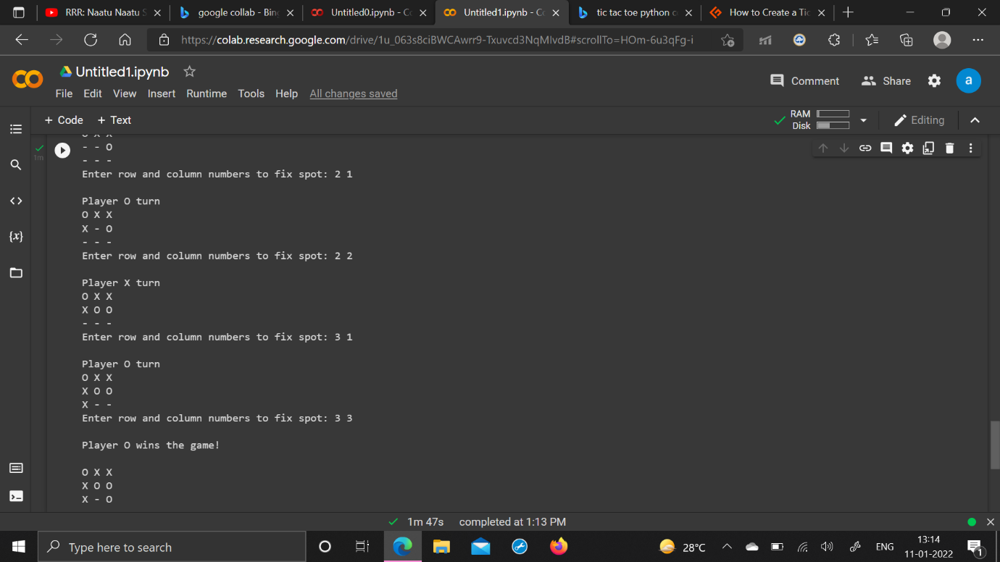 RRR: Naatu Naatu S
google collab - Bin
Untitled0.ipynb - Co
Untitled1.ipynb - Co
tic tac toe python c
How to Create a Tic
https://colab.research.google.com/drive/1u_063s8ciBWCAwrr9-Txuvcd3NqMIvdB#scrollTo=HOm-6u3qFg-i
Untitled1.ipynb
File Edit View Insert Runtime Tools Help All changes saved
Comment Share a
+ Code + Text
RAM
Disk
Editing
1m
O X X
- - O
- - -
Enter row and column numbers to fix spot: 2 1
Player O turn
O X X
X - O
- - -
Enter row and column numbers to fix spot: 2 2
Player X turn
O X X
X O O
- - -
Enter row and column numbers to fix spot: 3 1
Player O turn
O X X
X O O
X - -
Enter row and column numbers to fix spot: 3 3
Player O wins the game!
O X X
X O O
X - O
1m 47s completed at 1:13 PM
Type here to search
28°C
ENG
13:14
11-01-2022
1